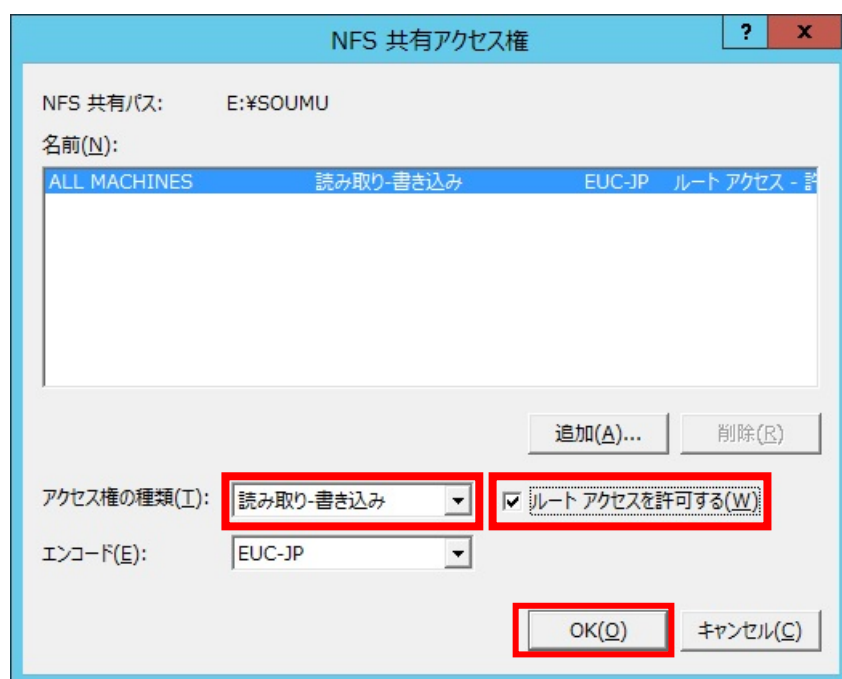 NFS 共有アクセス権 ? x
NFS 共有パス: E:¥SOUMU
名前(N):
ALL MACHINES 読み取り-書き込み EUC-JP ルート アクセス - 許
追加(A)... 削除(R)
アクセス権の種類(T): 読み取り-書き込み ルート アクセスを許可する(W)
エンコード(E): EUC-JP
OK(O) キャンセル(C)